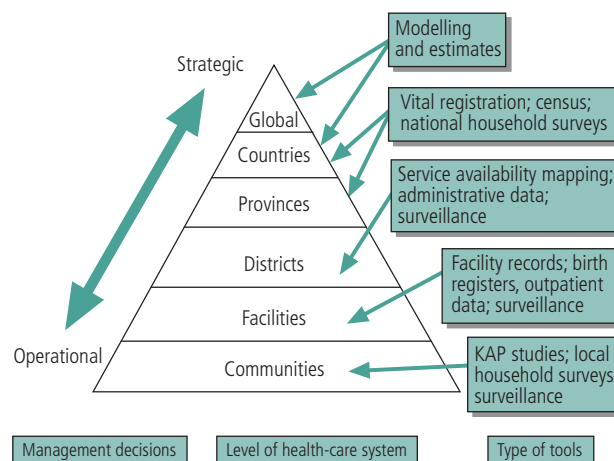 Strategic
Operational
Global
Countries
Provinces
Districts
Facilities
Communities
Modelling
and estimates
Vital registration; census;
national household surveys
Service availability mapping;
administrative data;
surveillance
Facility records; birth
registers, outpatient
data; surveillance
KAP studies; local
household surveys
surveillance
Management decisions
Level of health-care system
Type of tools